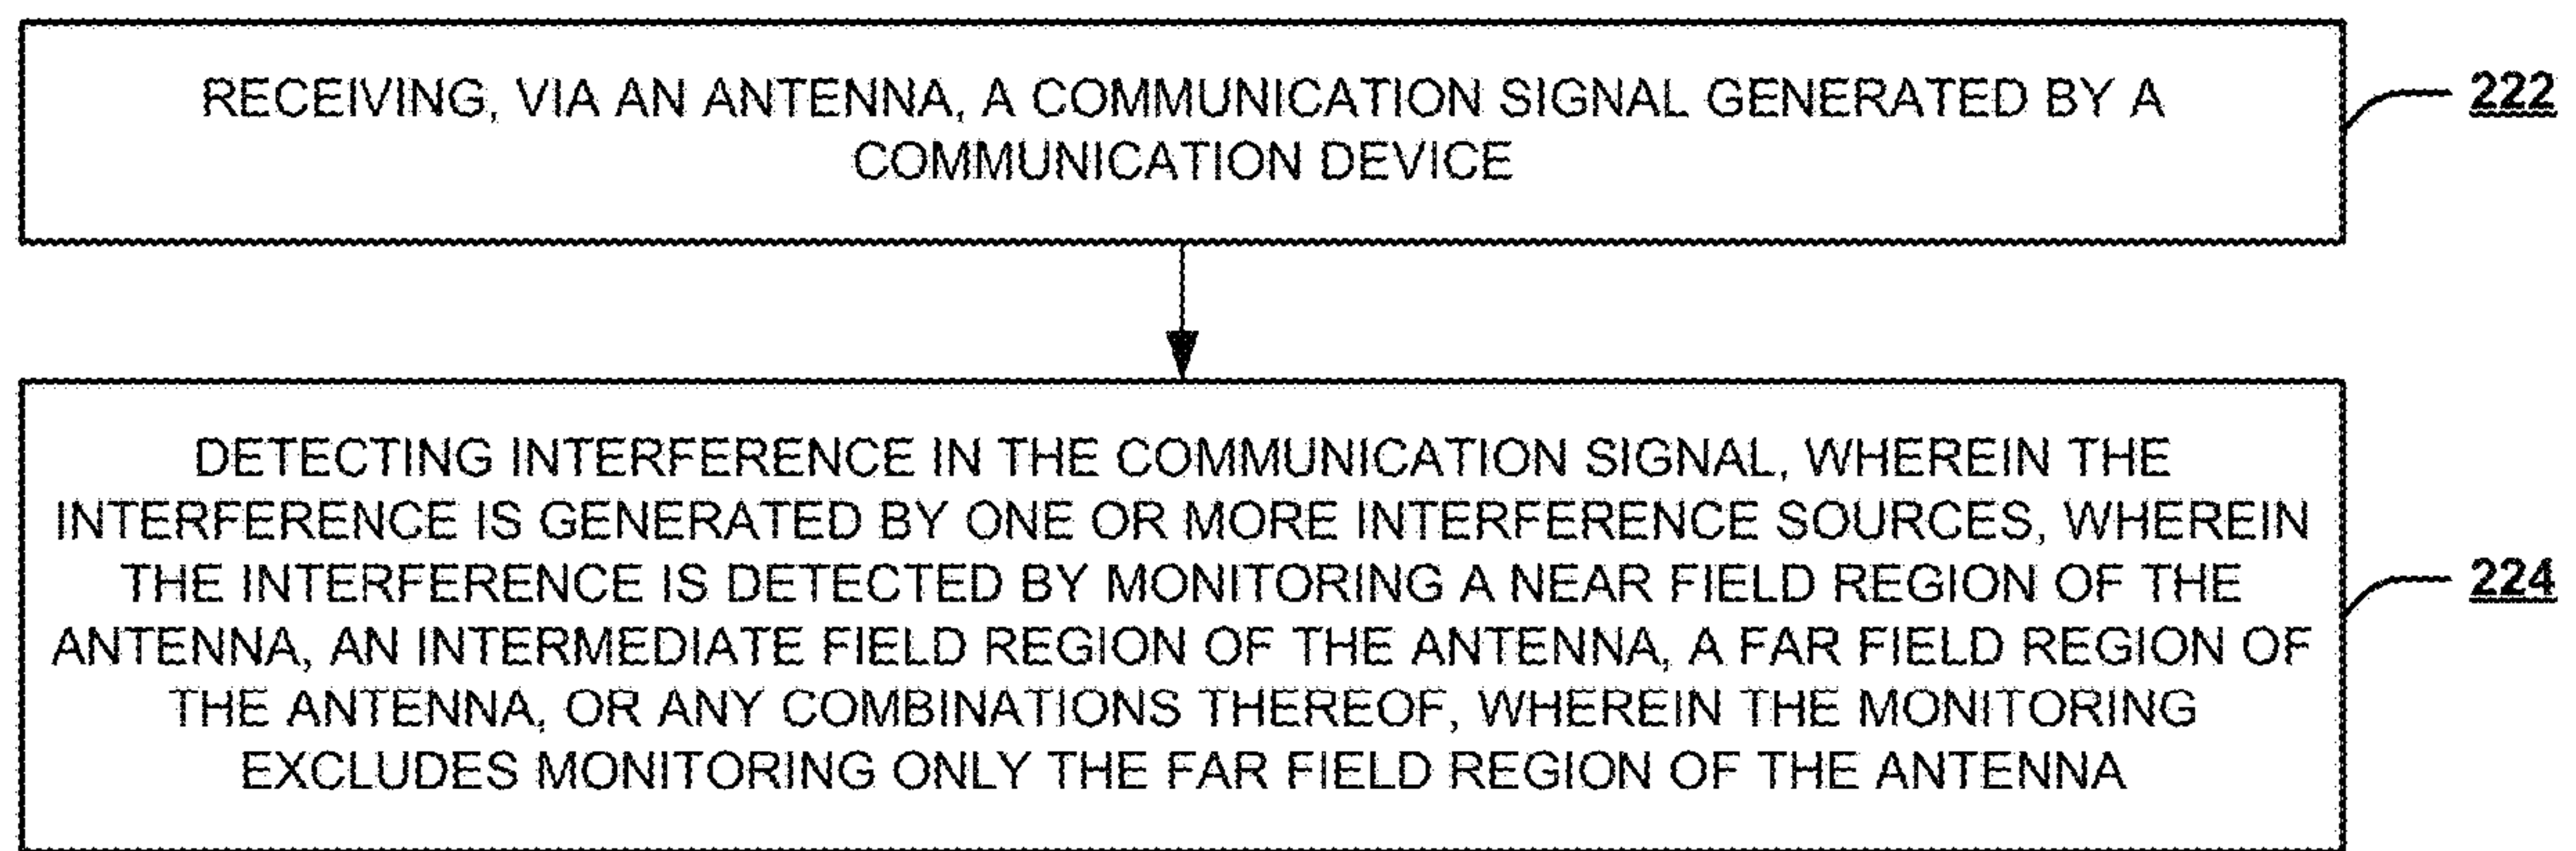 RECEIVING, VIA AN ANTENNA, A COMMUNICATION SIGNAL GENERATED BY A
COMMUNICATION DEVICE
222
DETECTING INTERFERENCE IN THE COMMUNICATION SIGNAL, WHEREIN THE
INTERFERENCE IS GENERATED BY ONE OR MORE INTERFERENCE SOURCES, WHEREIN
THE INTERFERENCE IS DETECTED BY MONITORING A NEAR FIELD REGION OF THE
ANTENNA, AN INTERMEDIATE FIELD REGION OF THE ANTENNA, A FAR FIELD REGION OF
THE ANTENNA, OR ANY COMBINATIONS THEREOF, WHEREIN THE MONITORING
EXCLUDES MONITORING ONLY THE FAR FIELD REGION OF THE ANTENNA
224